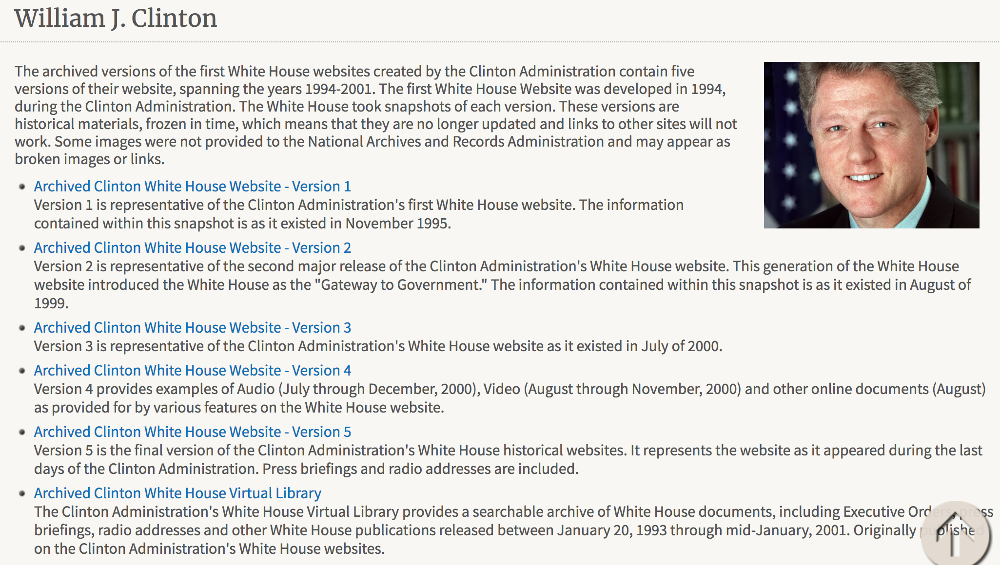 William J. Clinton
The archived versions of the first White House websites created by the Clinton Administration contain five
versions of their website, spanning the years 1994-2001. The first White House Website was developed in 1994,
during the Clinton Administration. The White House took snapshots of each version. These versions are
historical materials, frozen in time, which means that they are no longer updated and links to other sites will not
work. Some images were not provided to the National Archives and Records Administration and may appear as
broken images or links.
Archived Clinton White House Website - Version 1
Version 1 is representative of the Clinton Administration's first White House website. The information
contained within this snapshot is as it existed in November 1995.
Archived Clinton White House Website - Version 2
Version 2 is representative of the second major release of the Clinton Administration's White House website. This generation of the White House
website introduced the White House as the "Gateway to Government." The information contained within this snapshot is as it existed in August of
1999.
Archived Clinton White House Website - Version 3
Version 3 is representative of the Clinton Administration's White House website as it existed in July of 2000.
Archived Clinton White House Website - Version 4
Version 4 provides examples of Audio (July through December, 2000), Video (August through November, 2000) and other online documents (August)
as provided for by various features on the White House website.
Archived Clinton White House Website - Version 5
Version 5 is the final version of the Clinton Administration's White House historical websites. It represents the website as it appeared during the last
days of the Clinton Administration. Press briefings and radio addresses are included.
Archived Clinton White House Virtual Library
The Clinton Administration's White House Virtual Library provides a searchable archive of White House documents, including Executive Orders, press
briefings, radio addresses and other White House publications released between January 20, 1993 through mid-January, 2001. Originally published
on the Clinton Administration's White House websites.